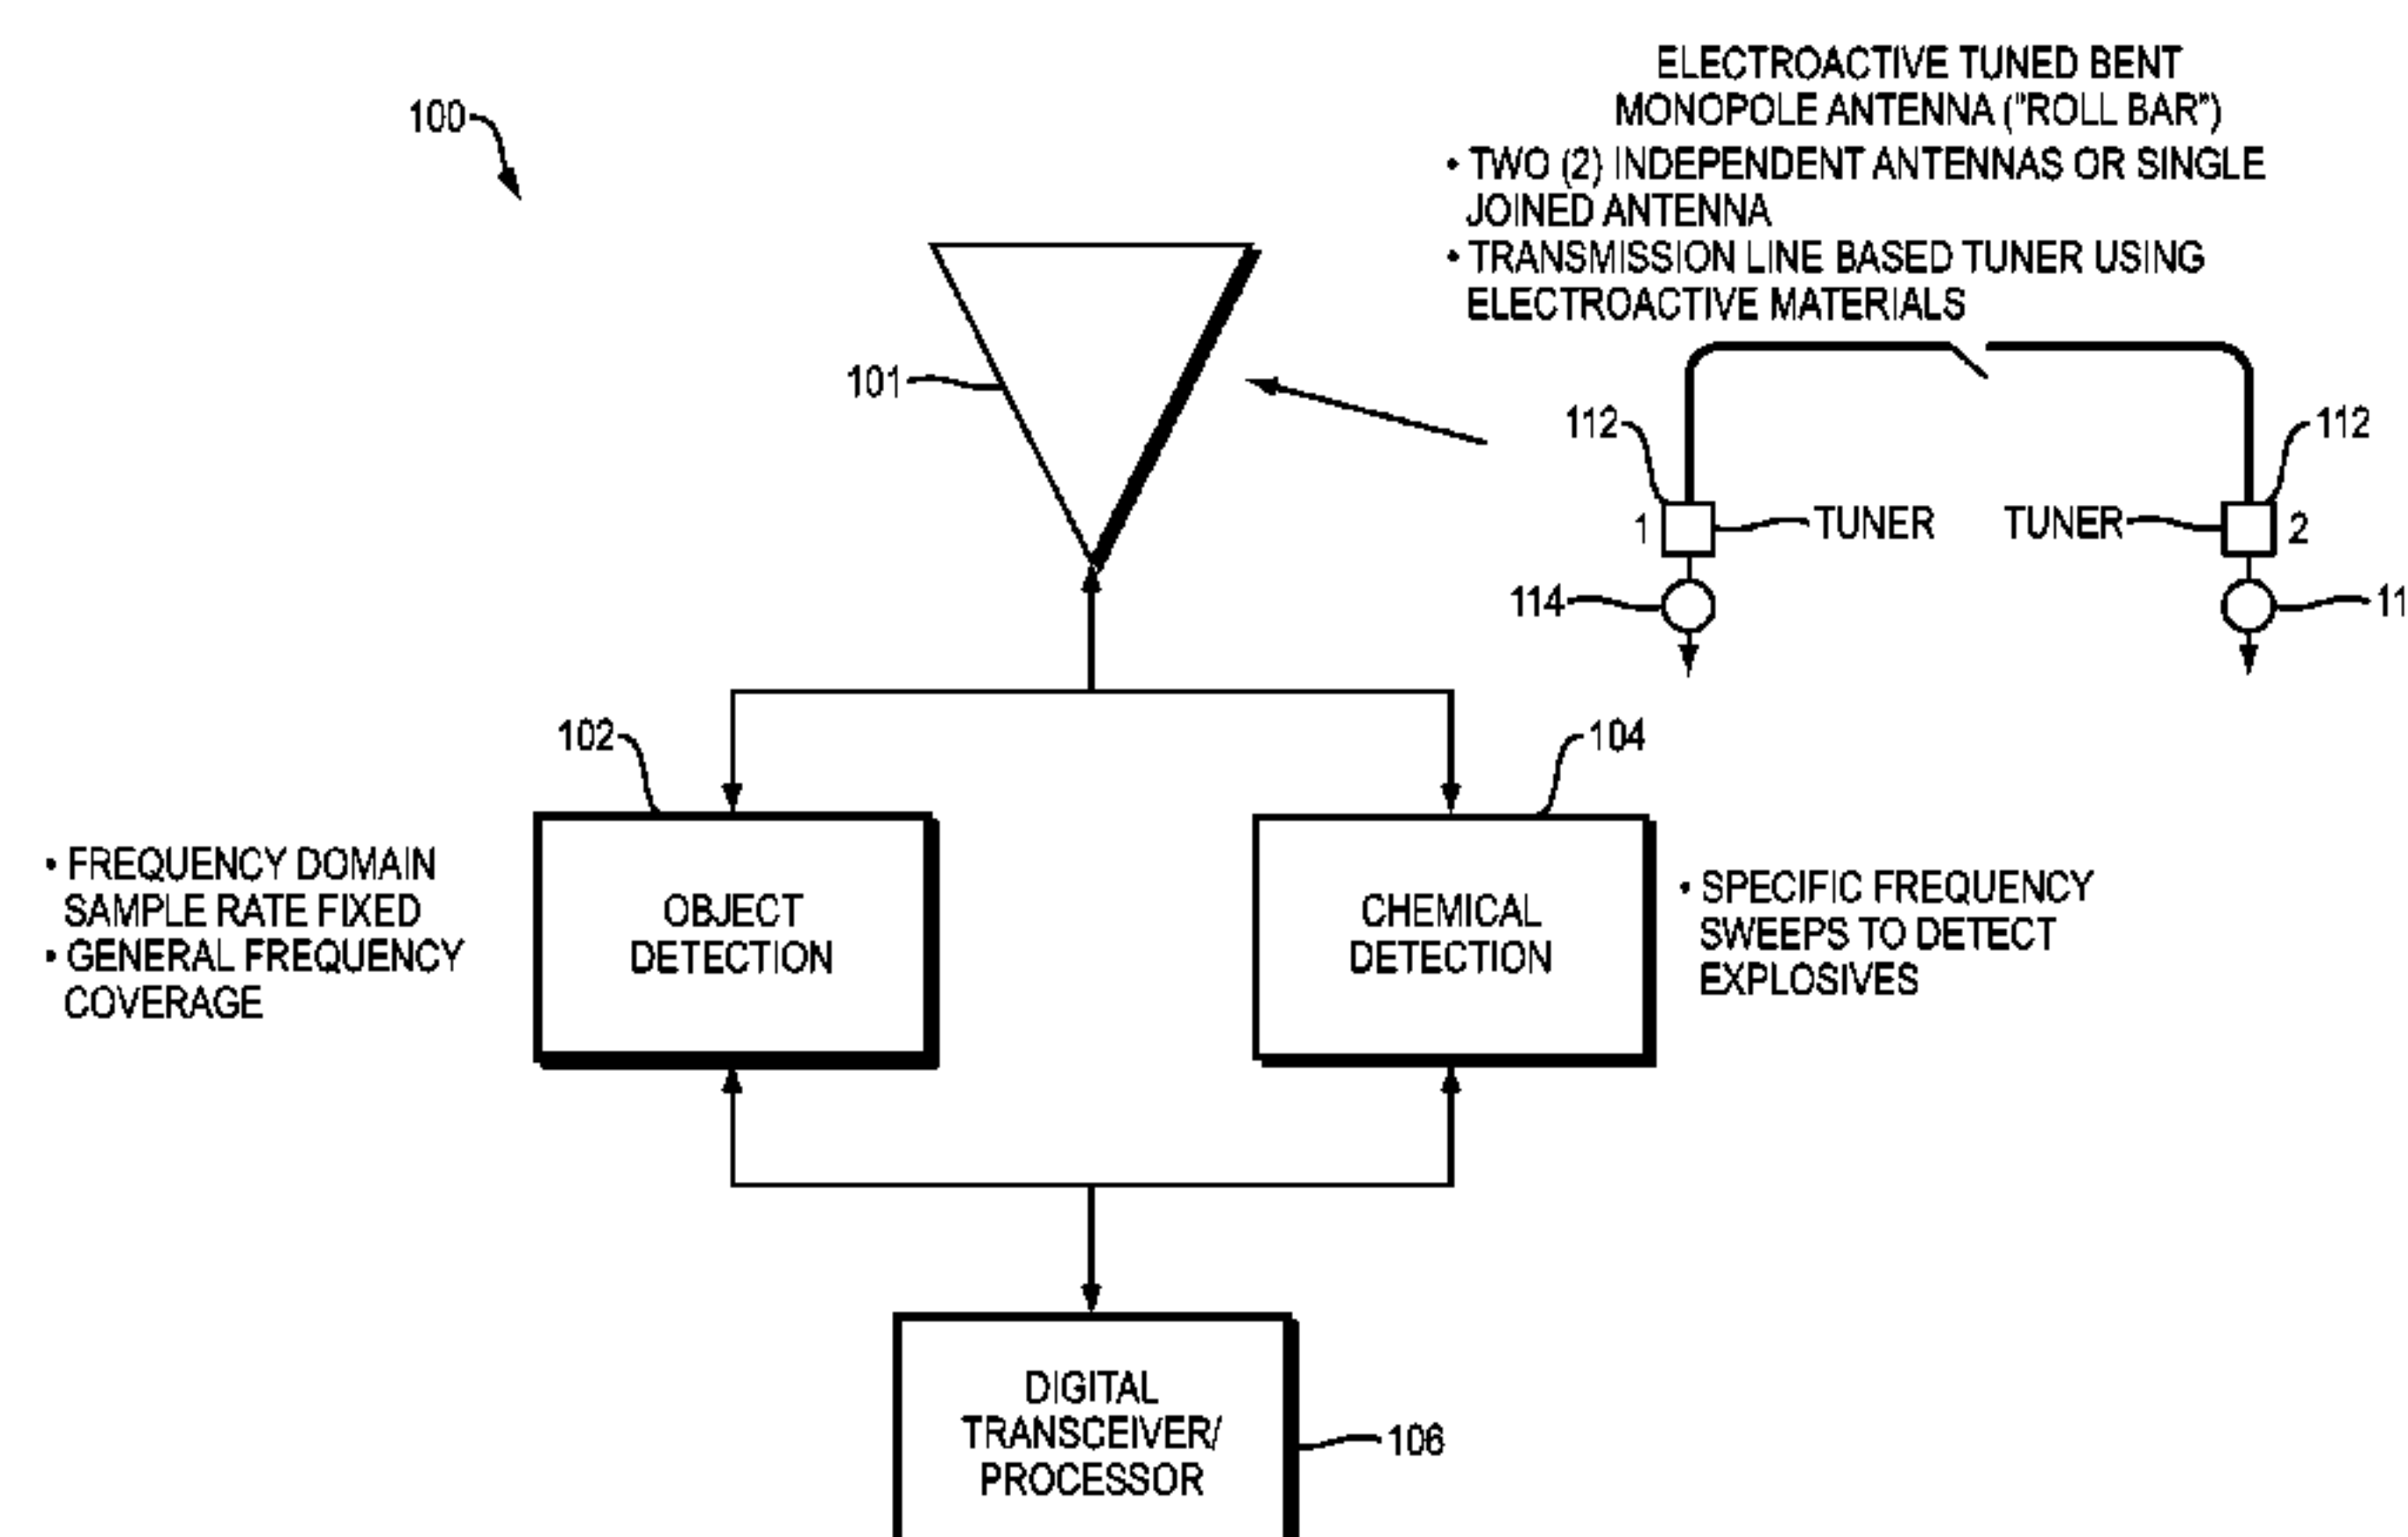 100
ELECTROACTIVE TUNED BENT
MONOPOLE ANTENNA ("ROLL BAR")
• TWO (2) INDEPENDENT ANTENNAS OR SINGLE
JOINED ANTENNA
• TRANSMISSION LINE BASED TUNER USING
ELECTROACTIVE MATERIALS
101
112
112
1
TUNER
TUNER
2
114
11
102
104
• FREQUENCY DOMAIN
SAMPLE RATE FIXED
• GENERAL FREQUENCY
COVERAGE
OBJECT
DETECTION
CHEMICAL
DETECTION
• SPECIFIC FREQUENCY
SWEEPS TO DETECT
EXPLOSIVES
DIGITAL
TRANSCEIVER/
PROCESSOR
106